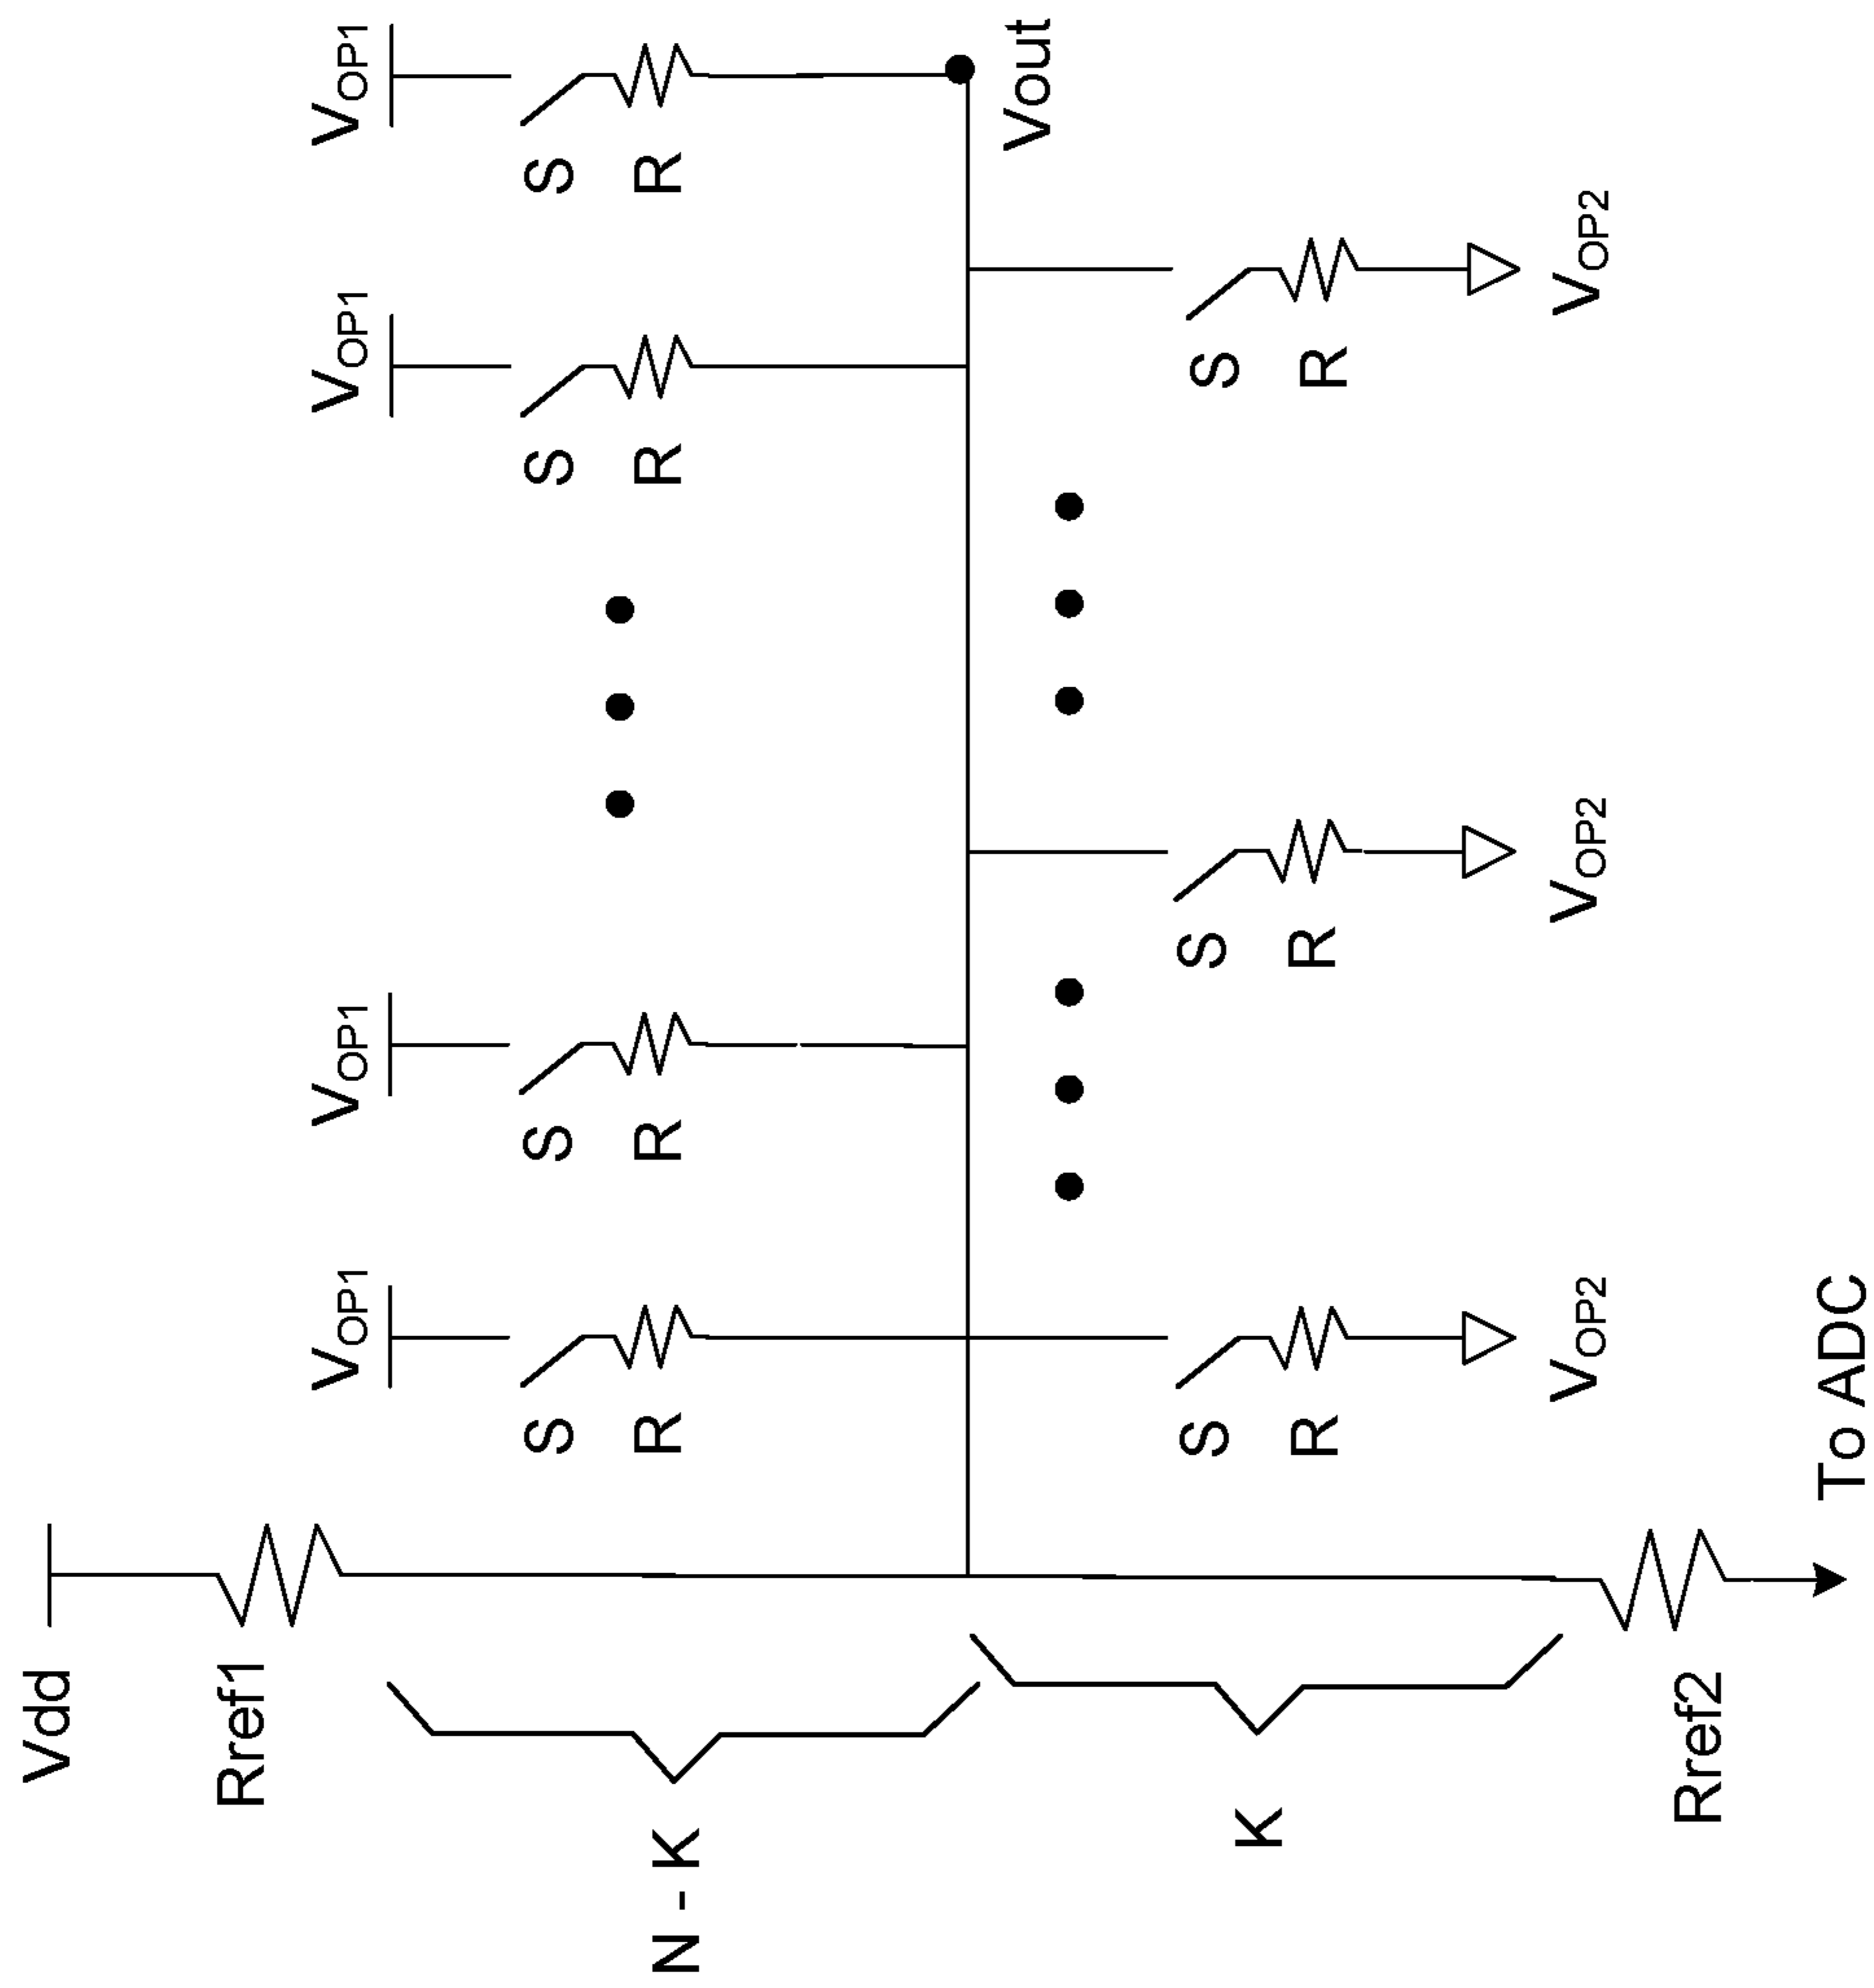 Vdd
Rref1
VOP1 VOP1 VOP1 VOP1
S S S S
N - K R R R R
Vout
S S S
K R R R
VOP2 VOP2 VOP2
Rref2
To ADC